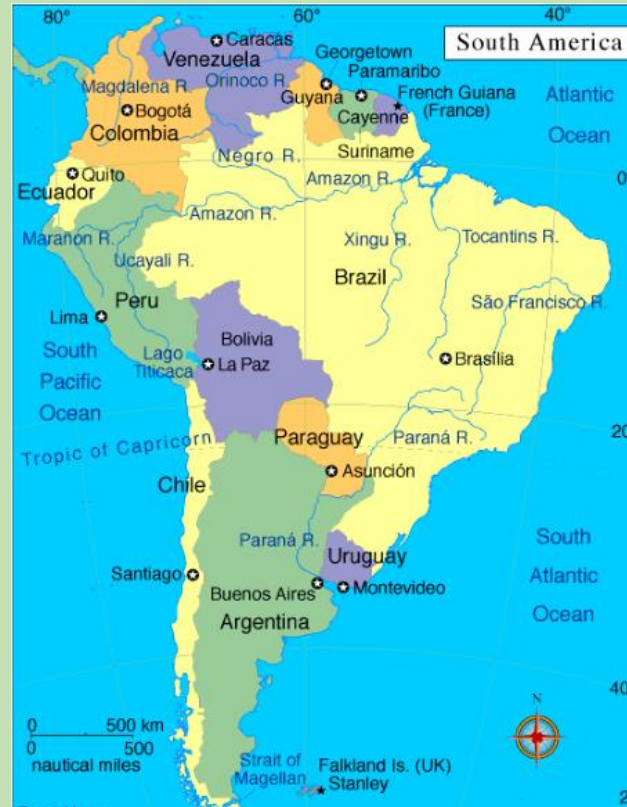 80°
60°
40°
South America
Caracas
Venezuela
Georgetown
Paramaribo
Magdalena R.
Orinoco R.
Guyana
French Guiana
(France)
Atlantic
Ocean
Bogotá
Colombia
Cayenne
Suriname
Negro R.
Quito
Ecuador
Amazon R.
0
Amazon R.
Marañon R.
Xingu R.
Tocantins R.
Ucayali R.
Brazil
Peru
São Francisco R.
Lima
Bolivia
South
Pacific
Ocean
Lago
Titicaca
La Paz
Brasília
Tropic of Capricorn
Paraguay
Paraná R.
20
Asunción
Chile
Paraná R.
Uruguay
South
Atlantic
Ocean
Santiago
Buenos Aires
Montevideo
Argentina
40
N
0 500 km
500
nautical miles
Strait of
Magellan
Falkland Is. (UK)
Stanley